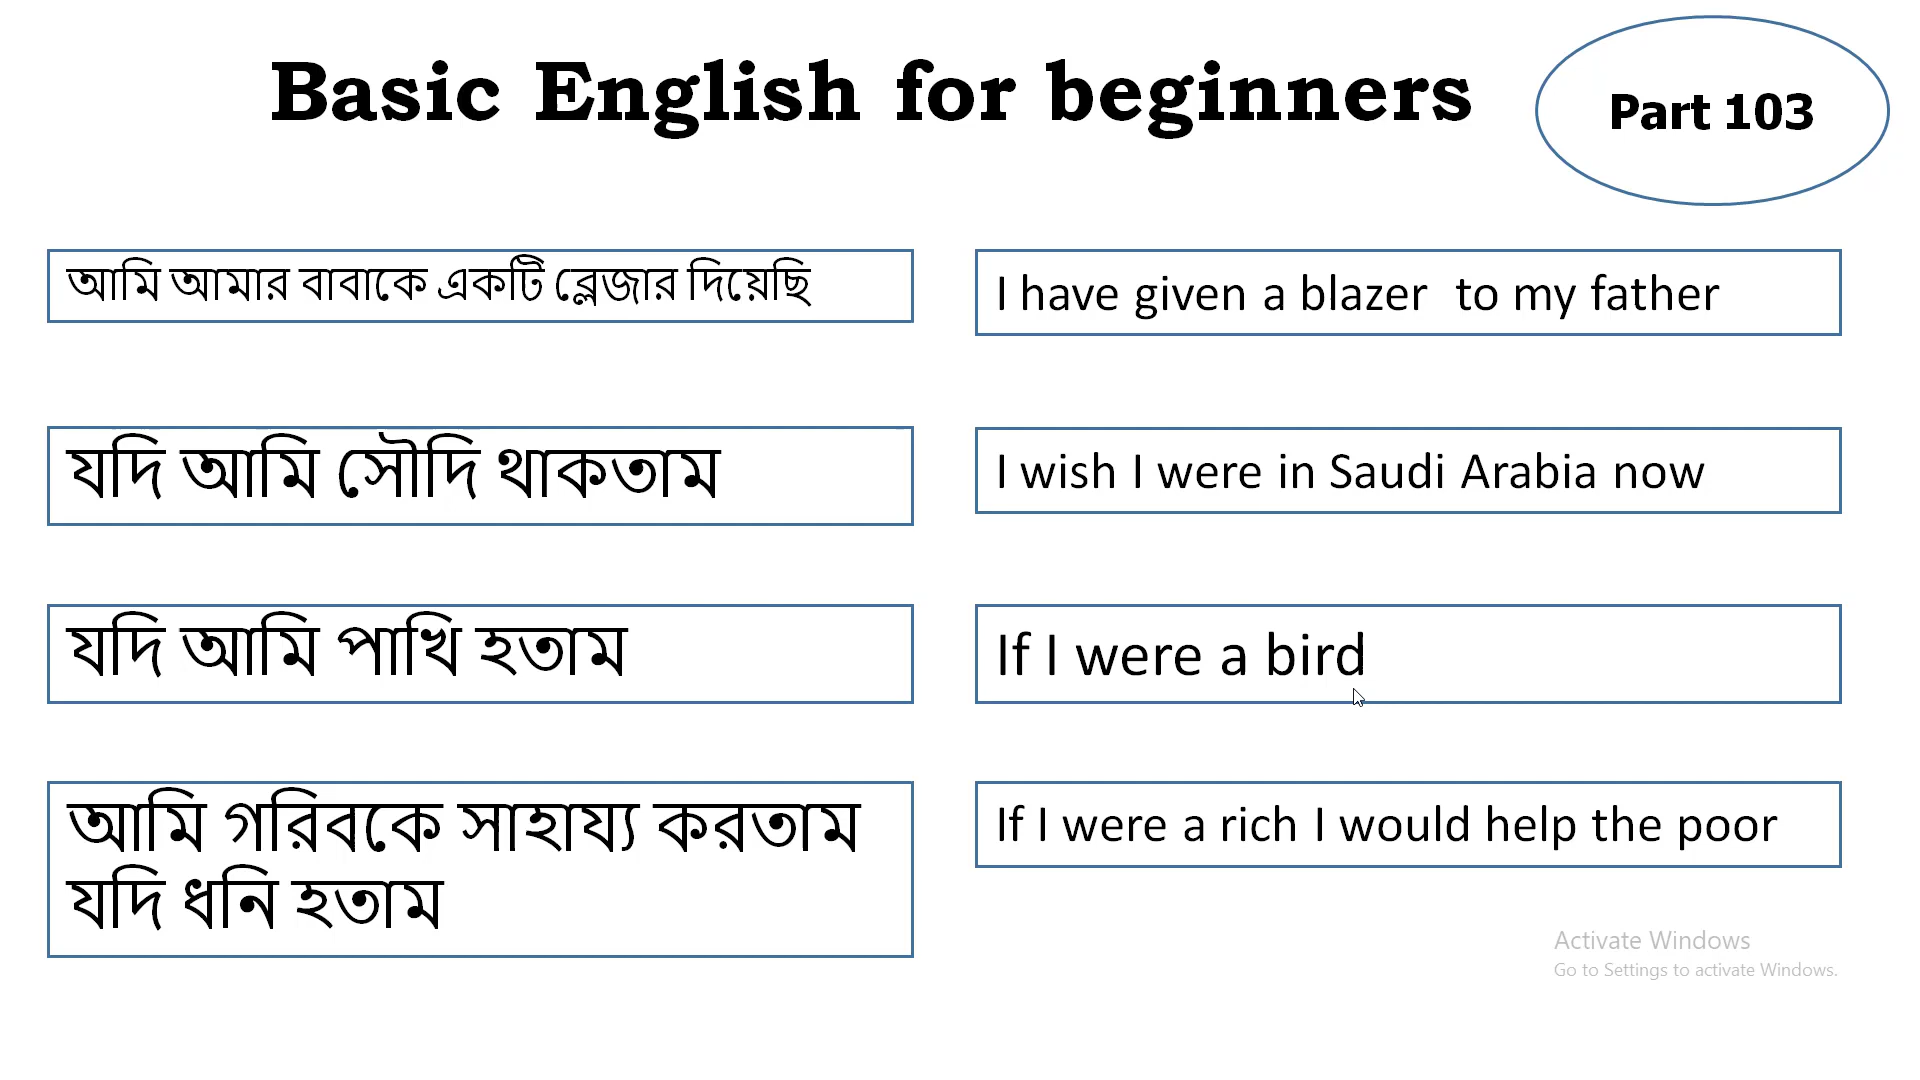 Basic English for beginners
Part 103
আমি আমার বাবাকে একটি ব্লেজার দিয়েছি
I have given a blazer to my father
যদি আমি সৌদি থাকতাম
I wish I were in Saudi Arabia now
যদি আমি পাখি হতাম
If I were a bird
আমি গরিবকে সাহায্য করতাম
যদি ধনি হতাম
If I were a rich I would help the poor
Activate Windows
Go to Settings to activate Windows.